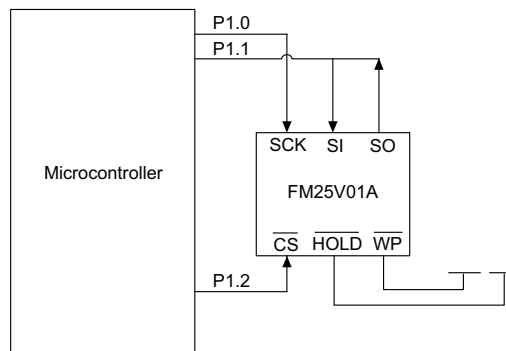 P1.0
P1.1
SCK SI SO
Microcontroller
FM25V01A
CS HOLD WP
P1.2